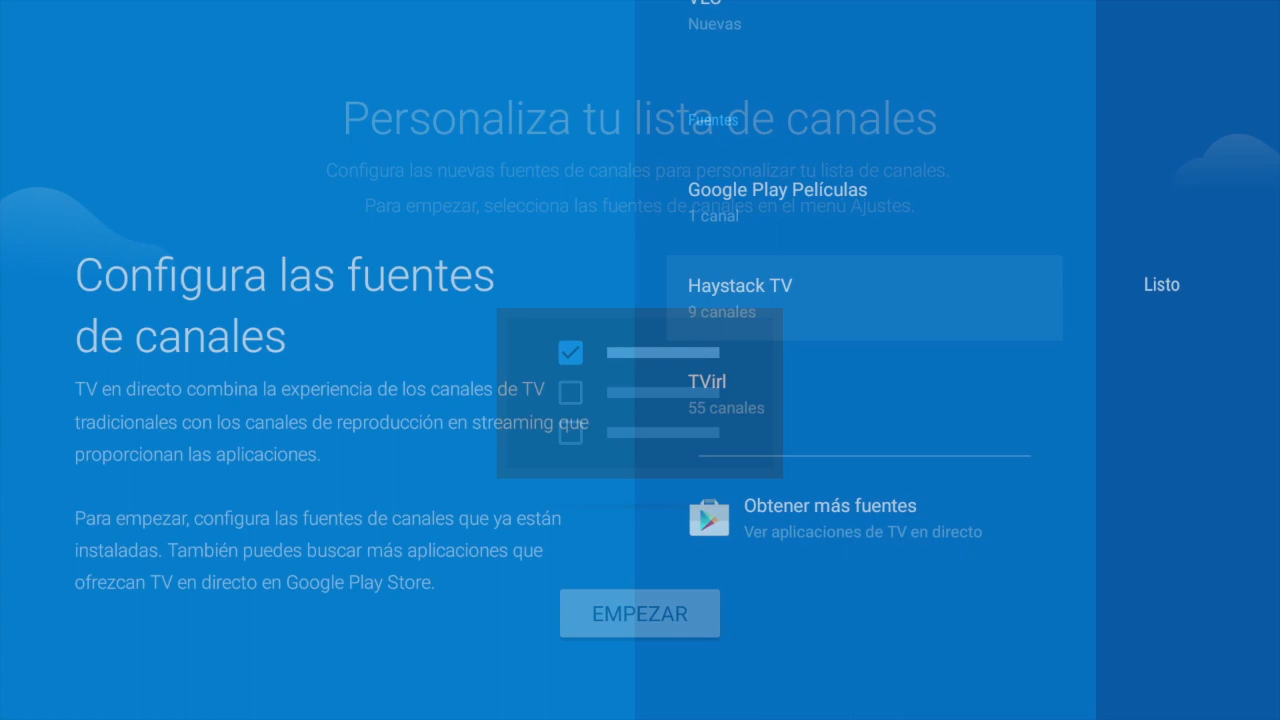 VEO
Nuevas
Personaliza tu lista de canales
Fuentes
Configura las nuevas fuentes de canales para personalizar tu lista de canales.
Para empezar, selecciona las fuentes de canales en el menú Ajustes.
Google Play Películas
1 canal
Configura las fuentes
de canales
Haystack TV
9 canales
Listo
TV en directo combina la experiencia de los canales de TV
tradicionales con los canales de reproducción en streaming que
proporcionan las aplicaciones.
TVirl
55 canales
Para empezar, configura las fuentes de canales que ya están
instaladas. También puedes buscar más aplicaciones que
ofrezcan TV en directo en Google Play Store.
Obtener más fuentes
Ver aplicaciones de TV en directo
EMPEZAR